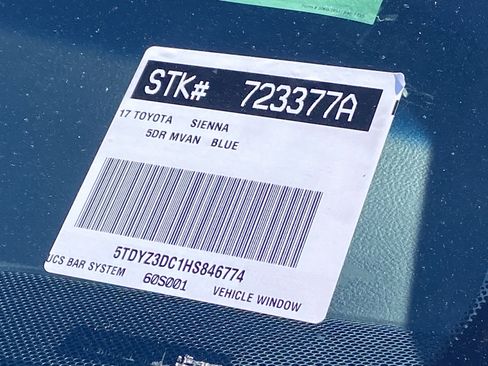 STK# 723377A
17 TOYOTA SIENNA
5DR MVAN BLUE
5TDYZ3DC1HS846774
UCS BAR SYSTEM 60S001 VEHICLE WINDOW